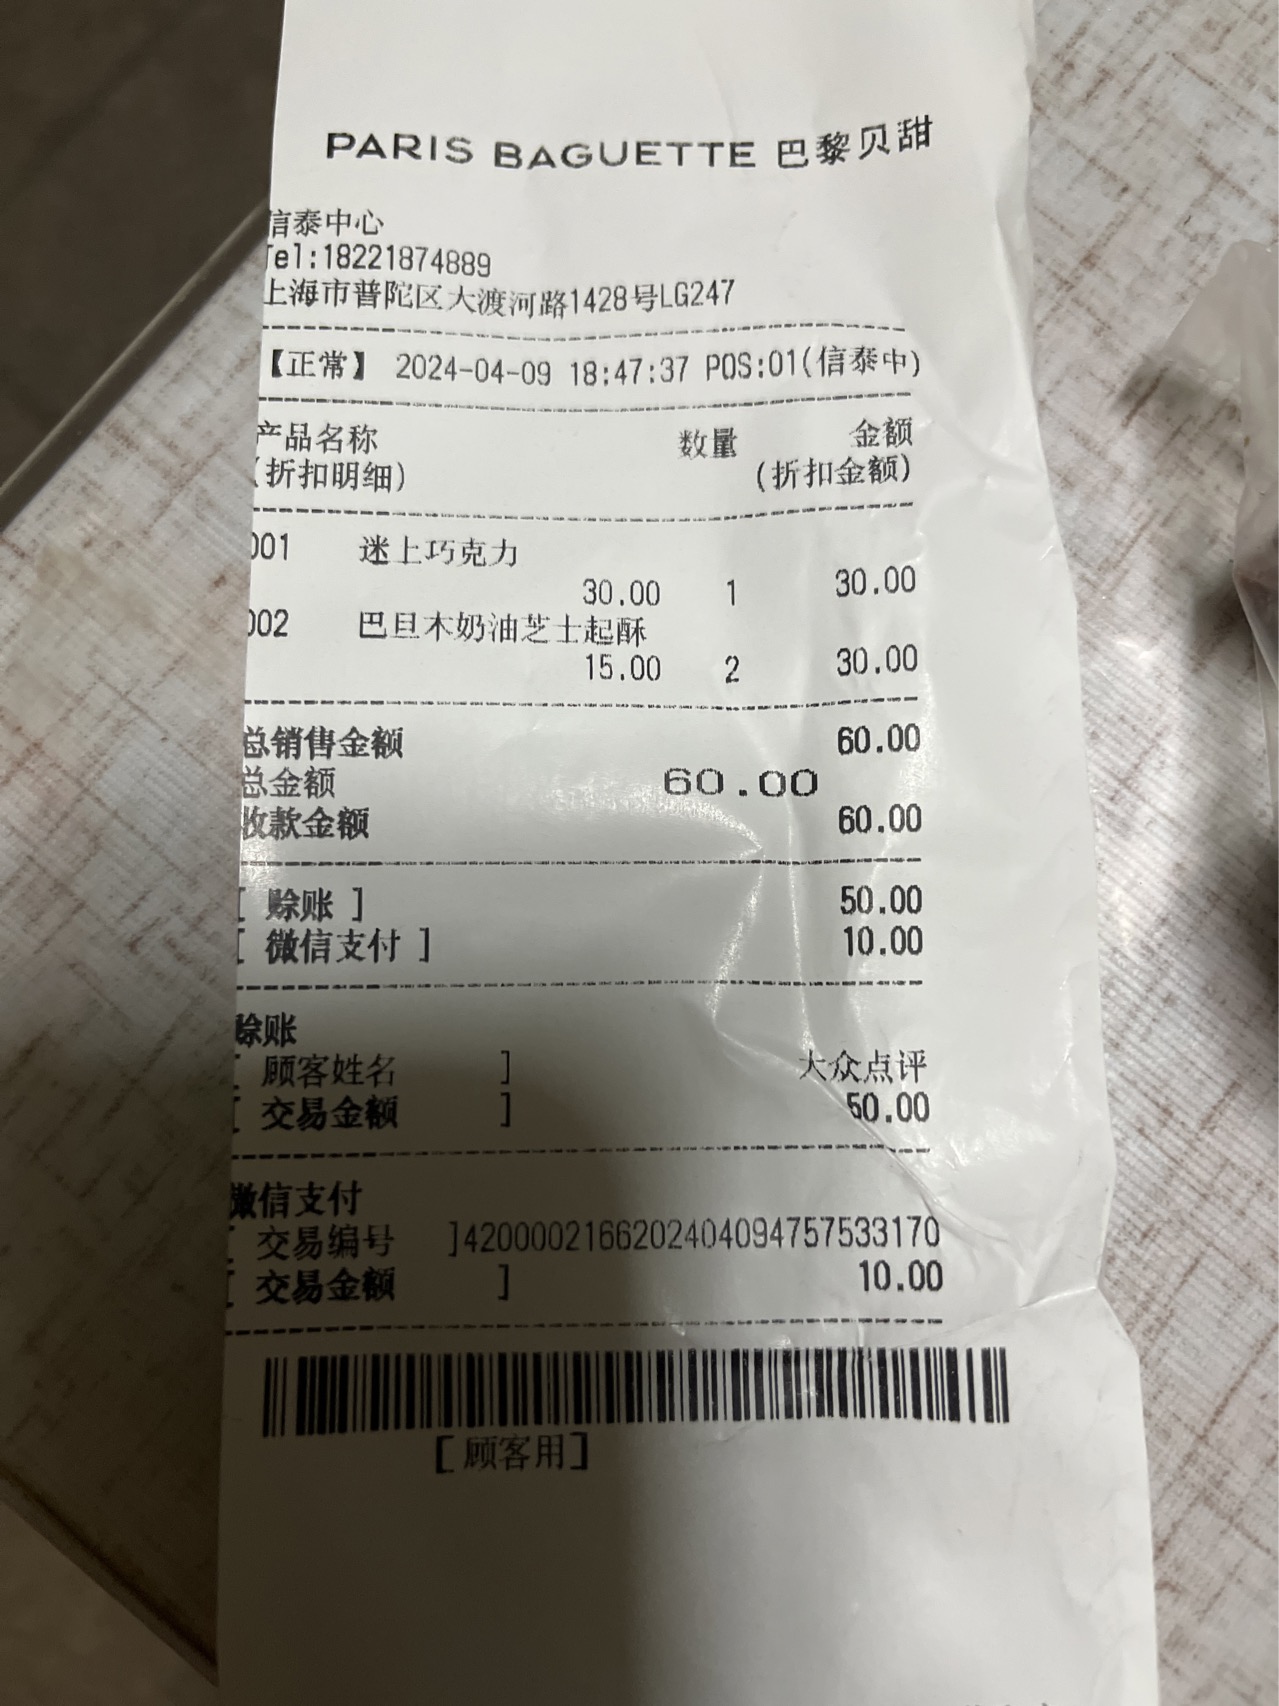 PARIS BAGUETTE 巴黎贝甜
信泰中心
Tel:18221874889
上海市普陀区大渡河路1428号LG247
【正常】 2024-04-09 18:47:37 POS:01(信泰中)
产品名称 数量 金额
(折扣明细) (折扣金额)
001 迷上巧克力
30.00 1 30.00
002 巴旦木奶油芝士起酥
15.00 2 30.00
总销售金额 60.00
总金额 60.00
收款金额 60.00
[ 赊账 ] 50.00
[ 微信支付 ] 10.00
赊账
[ 顾客姓名 ] 大众点评
[ 交易金额 ] 50.00
微信支付
[ 交易编号 ]4200002166202404094757533170
[ 交易金额 ] 10.00
[ 顾客用 ]